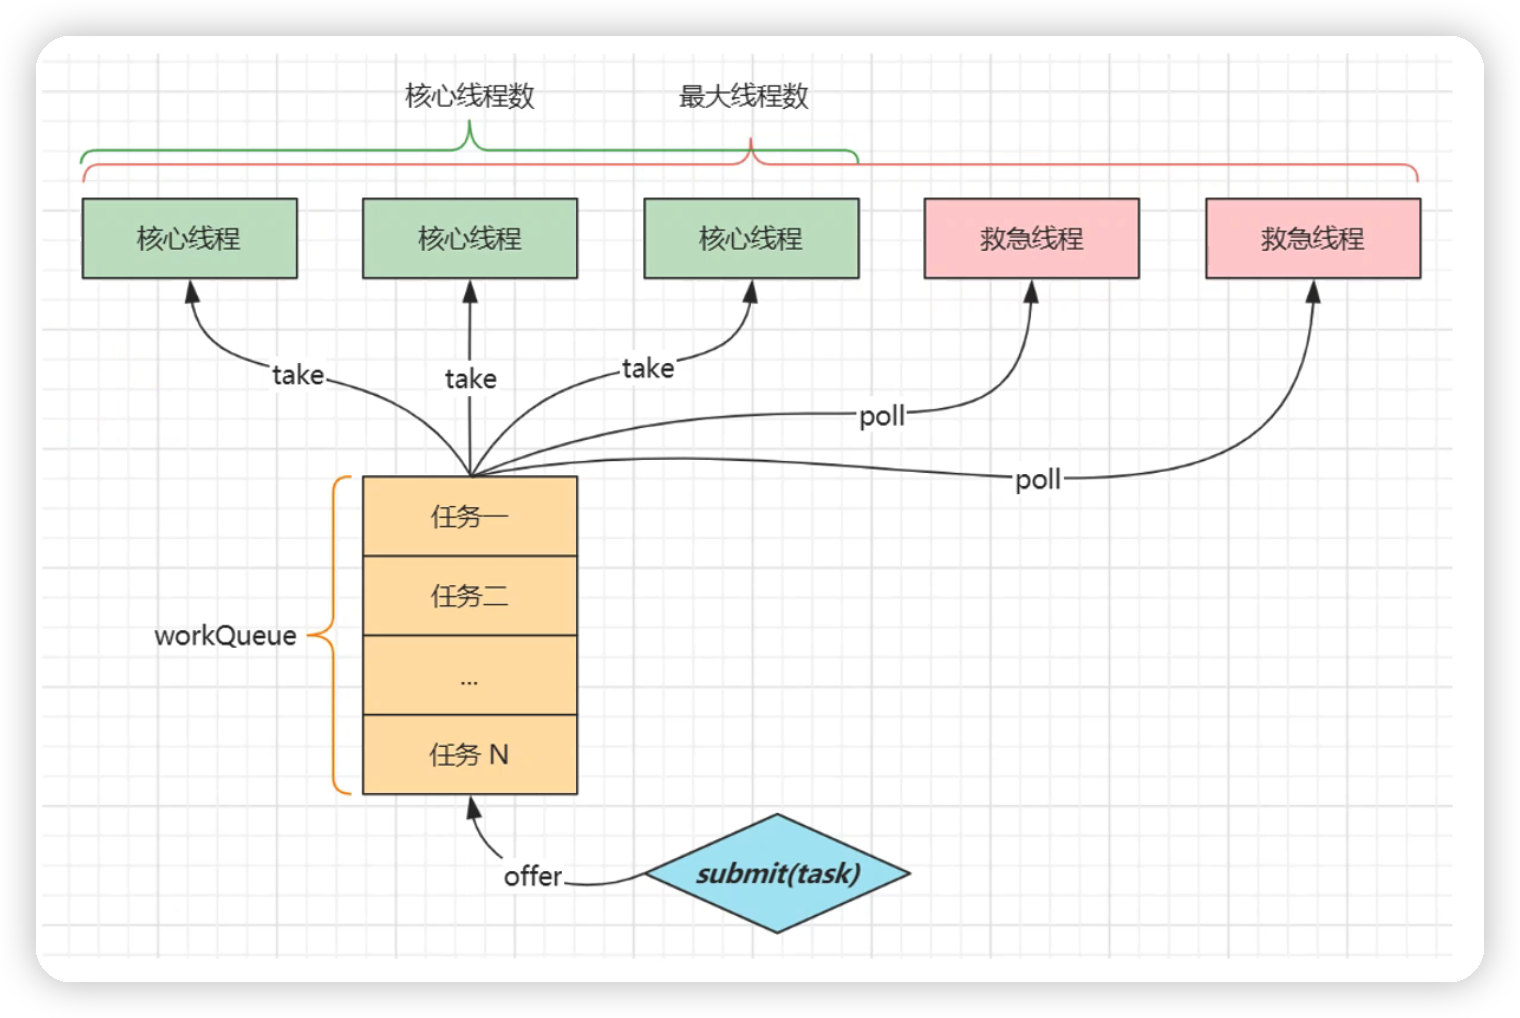 核心线程数
最大线程数
核心线程
核心线程
核心线程
救急线程
救急线程
take
take
take
poll
poll
任务一
任务二
workQueue
...
任务 N
offer
submit(task)